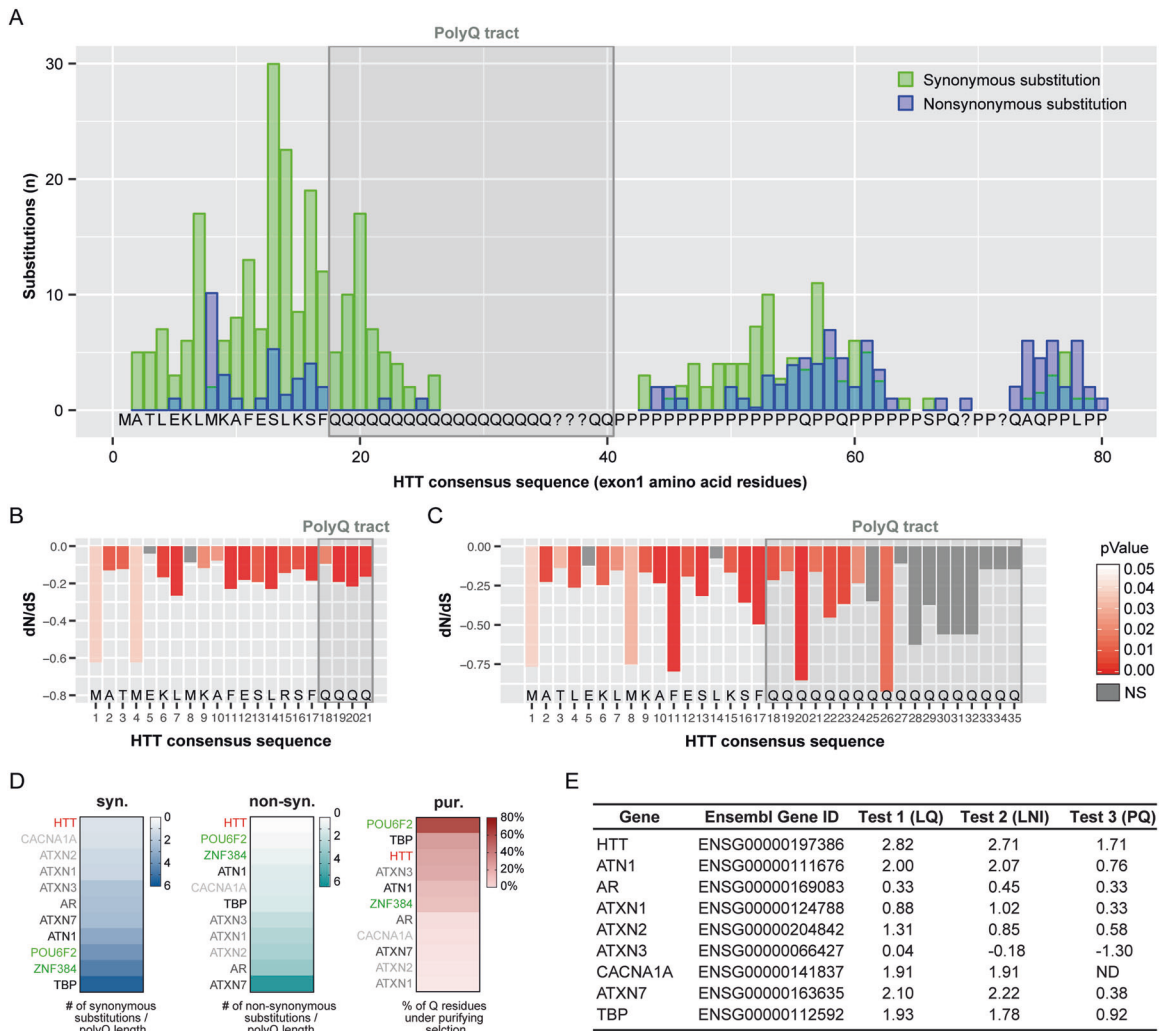 A
PolyQ tract
30
20
10
0
Substitutions (n)
Synonymous substitution
Nonsynonymous substitution
MATLEKLMKAFESLKSFQQQQQQQQQQQQQQQQQQ???QQPPPPPPPPPPPPPPPQPPQPPPPPPSPQ?PP?QAQPPLPP
0 20 40 60 80
HTT consensus sequence (exon1 amino acid residues)
B
PolyQ tract
0.0
−0.2
−0.4
−0.6
−0.8
dN/dS
M A T M E K L M K A F E S L R S F Q Q Q Q
1 2 3 4 5 6 7 8 9 10 11 12 13 14 15 16 17 18 19 20 21
HTT consensus sequence
C
PolyQ tract
0.00
−0.25
−0.50
−0.75
dN/dS
M A T L E K L M K A F E S L K S F Q Q Q Q Q Q Q Q Q Q Q Q Q Q Q Q Q Q
1 2 3 4 5 6 7 8 9 10 11 12 13 14 15 16 17 18 19 20 21 22 23 24 25 26 27 28 29 30 31 32 33 34 35
HTT consensus sequence
pValue
0.05
0.04
0.03
0.02
0.01
0.00
NS
D
syn.
HTT
CACNA1A
ATXN2
ATXN1
ATXN3
AR
ATXN7
ATN1
POU6F2
ZNF384
TBP
0
2
4
6
# of synonymous
substitutions /
polyQ length
non-syn.
HTT
POU6F2
ZNF384
ATN1
CACNA1A
TBP
ATXN3
ATXN1
ATXN2
AR
ATXN7
0
2
4
6
# of non-synonymous
substitutions /
polyQ length
pur.
POU6F2
TBP
HTT
ATXN3
ATN1
ZNF384
AR
CACNA1A
ATXN7
ATXN2
ATXN1
80%
60%
40%
20%
0%
% of Q residues
under purifying
selction
E
Gene Ensembl Gene ID Test 1 (LQ) Test 2 (LNI) Test 3 (PQ)
HTT ENSG00000197386 2.82 2.71 1.71
ATN1 ENSG00000111676 2.00 2.07 0.76
AR ENSG00000169083 0.33 0.45 0.33
ATXN1 ENSG00000124788 0.88 1.02 0.33
ATXN2 ENSG00000204842 1.31 0.85 0.58
ATXN3 ENSG00000066427 0.04 -0.18 -1.30
CACNA1A ENSG00000141837 1.91 1.91 ND
ATXN7 ENSG00000163635 2.10 2.22 0.38
TBP ENSG00000112592 1.93 1.78 0.92